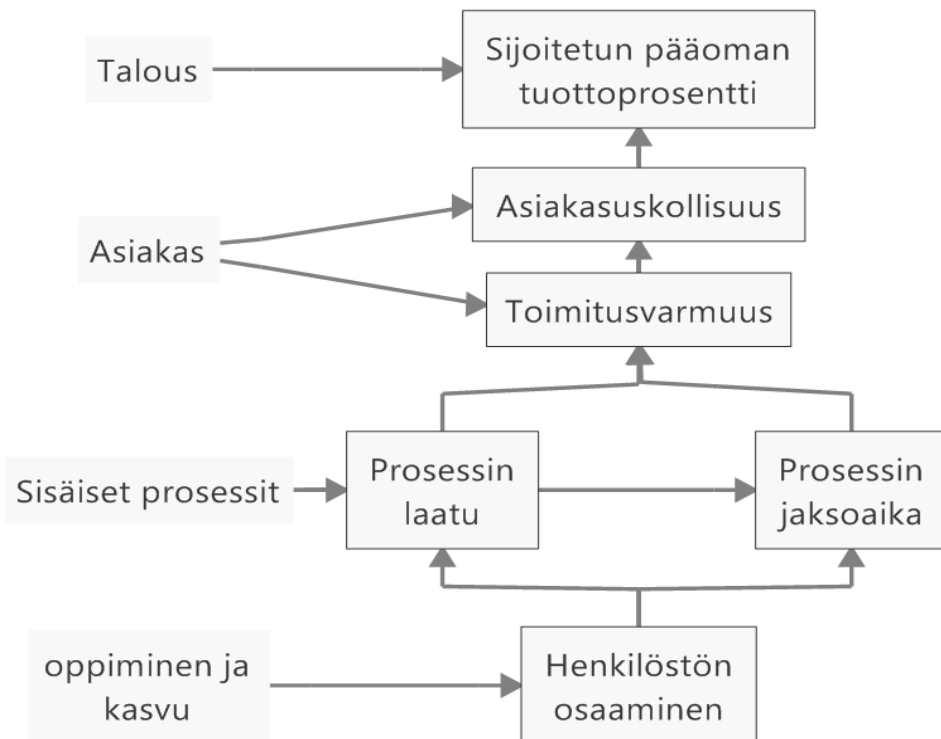 Talous
Sijoitetun pääoman
tuottoprosentti
Asiakas
Asiakasuskollisuus
Toimitusvarmuus
Sisäiset prosessit
Prosessin
laatu
Prosessin
jaksoaika
oppiminen ja
kasvu
Henkilöstön
osaaminen